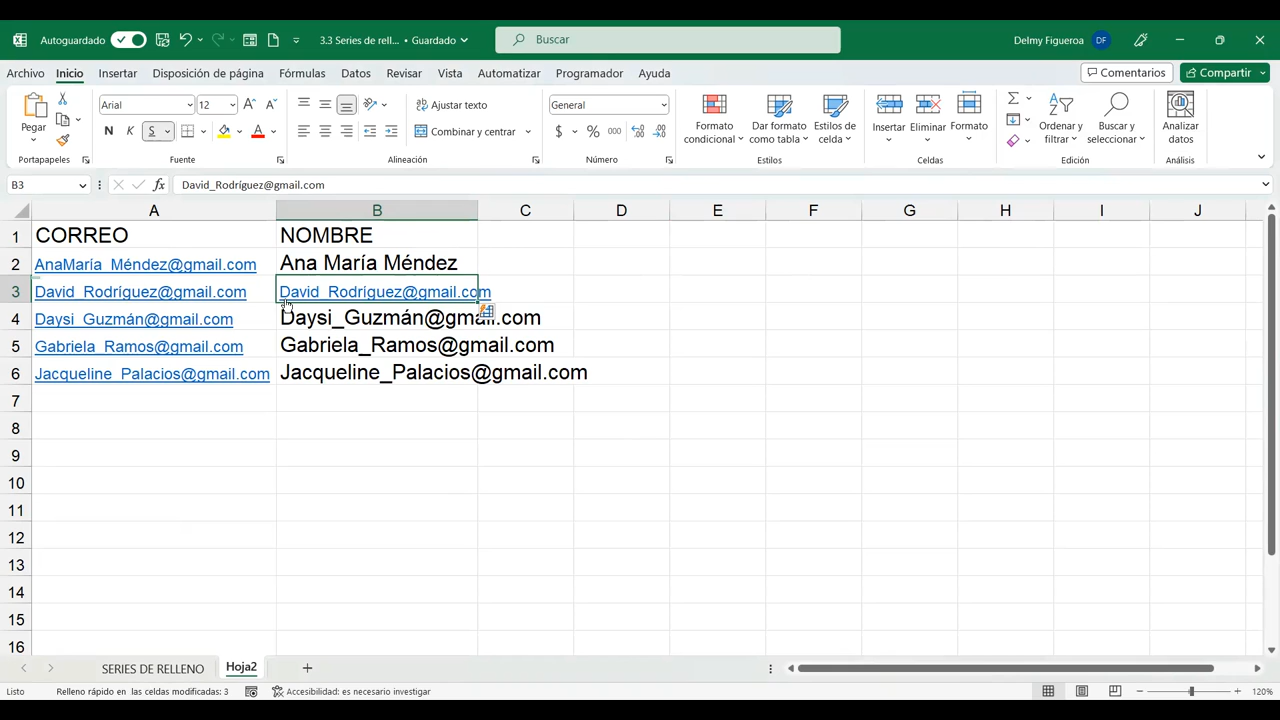 Autoguardado 3.3 Series de rell... • Guardado Buscar Delmy Figueroa DF
Archivo Inicio Insertar Disposición de página Fórmulas Datos Revisar Vista Automatizar Programador Ayuda Comentarios Compartir
Pegar Arial 12 Ajustar texto General Formato condicional Dar formato como tabla Estilos de celda Insertar Eliminar Formato Ordenar y filtrar Buscar y seleccionar Analizar datos
N K S Combinar y centrar $ % 000
Portapapeles Fuente Alineación Número Estilos Celdas Edición Análisis
B3 fx David_Rodríguez@gmail.com
A B C D E F G H I J
1 CORREO NOMBRE
2 AnaMaría_Méndez@gmail.com Ana María Méndez
3 David_Rodríguez@gmail.com David_Rodríguez@gmail.com
4 Daysi_Guzmán@gmail.com Daysi_Guzmán@gmail.com
5 Gabriela_Ramos@gmail.com Gabriela_Ramos@gmail.com
6 Jacqueline_Palacios@gmail.com Jacqueline_Palacios@gmail.com
7
8
9
10
11
12
13
14
15
16
SERIES DE RELLENO Hoja2
Listo Relleno rápido en las celdas modificadas: 3 Accesibilidad: es necesario investigar 120%